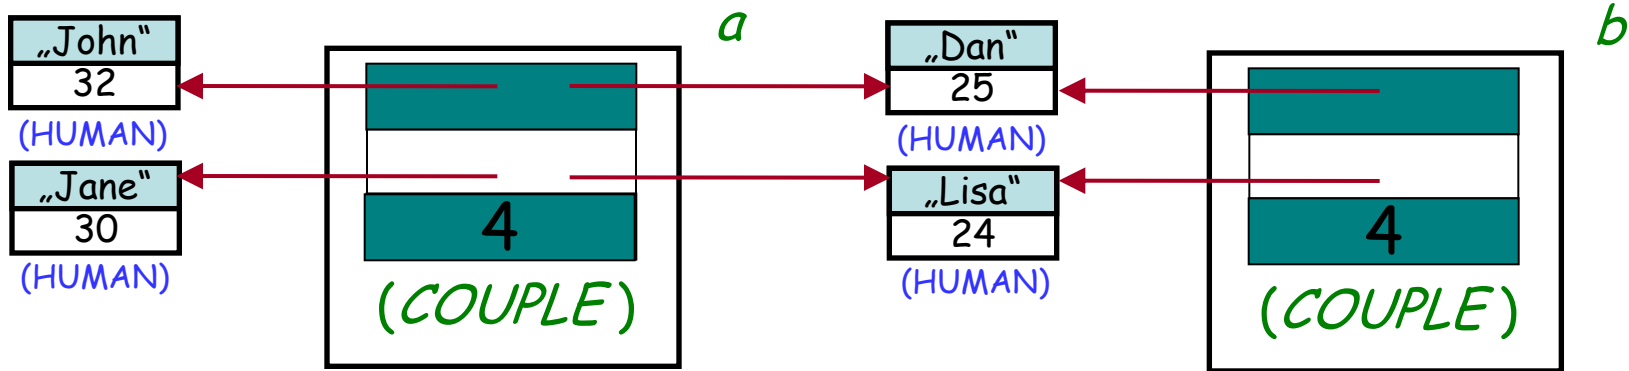 a
b
„John“
32
(HUMAN)
„Jane“
30
(HUMAN)
4
(COUPLE)
„Dan“
25
(HUMAN)
„Lisa“
24
(HUMAN)
4
(COUPLE)